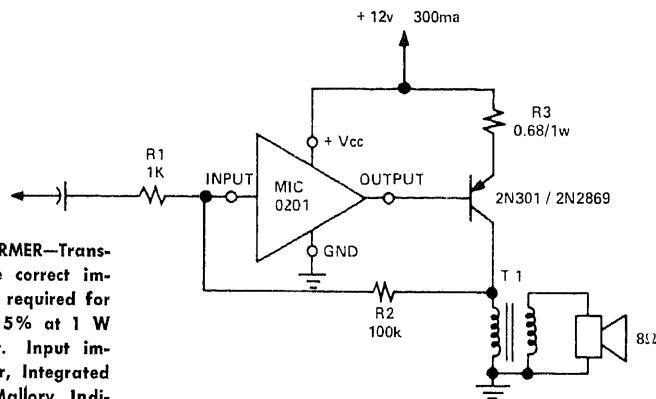 + 12v 300ma
R3
0.68/1w
+ Vcc
R1
1K
INPUT
MIC
0201
OUTPUT
2N301 / 2N2869
GND
T 1
R2
100k
8Ω
RMER—Trans-
e correct im-
required for
5% at 1 W
. Input im-
r, Integrated
Mallory, Indi-